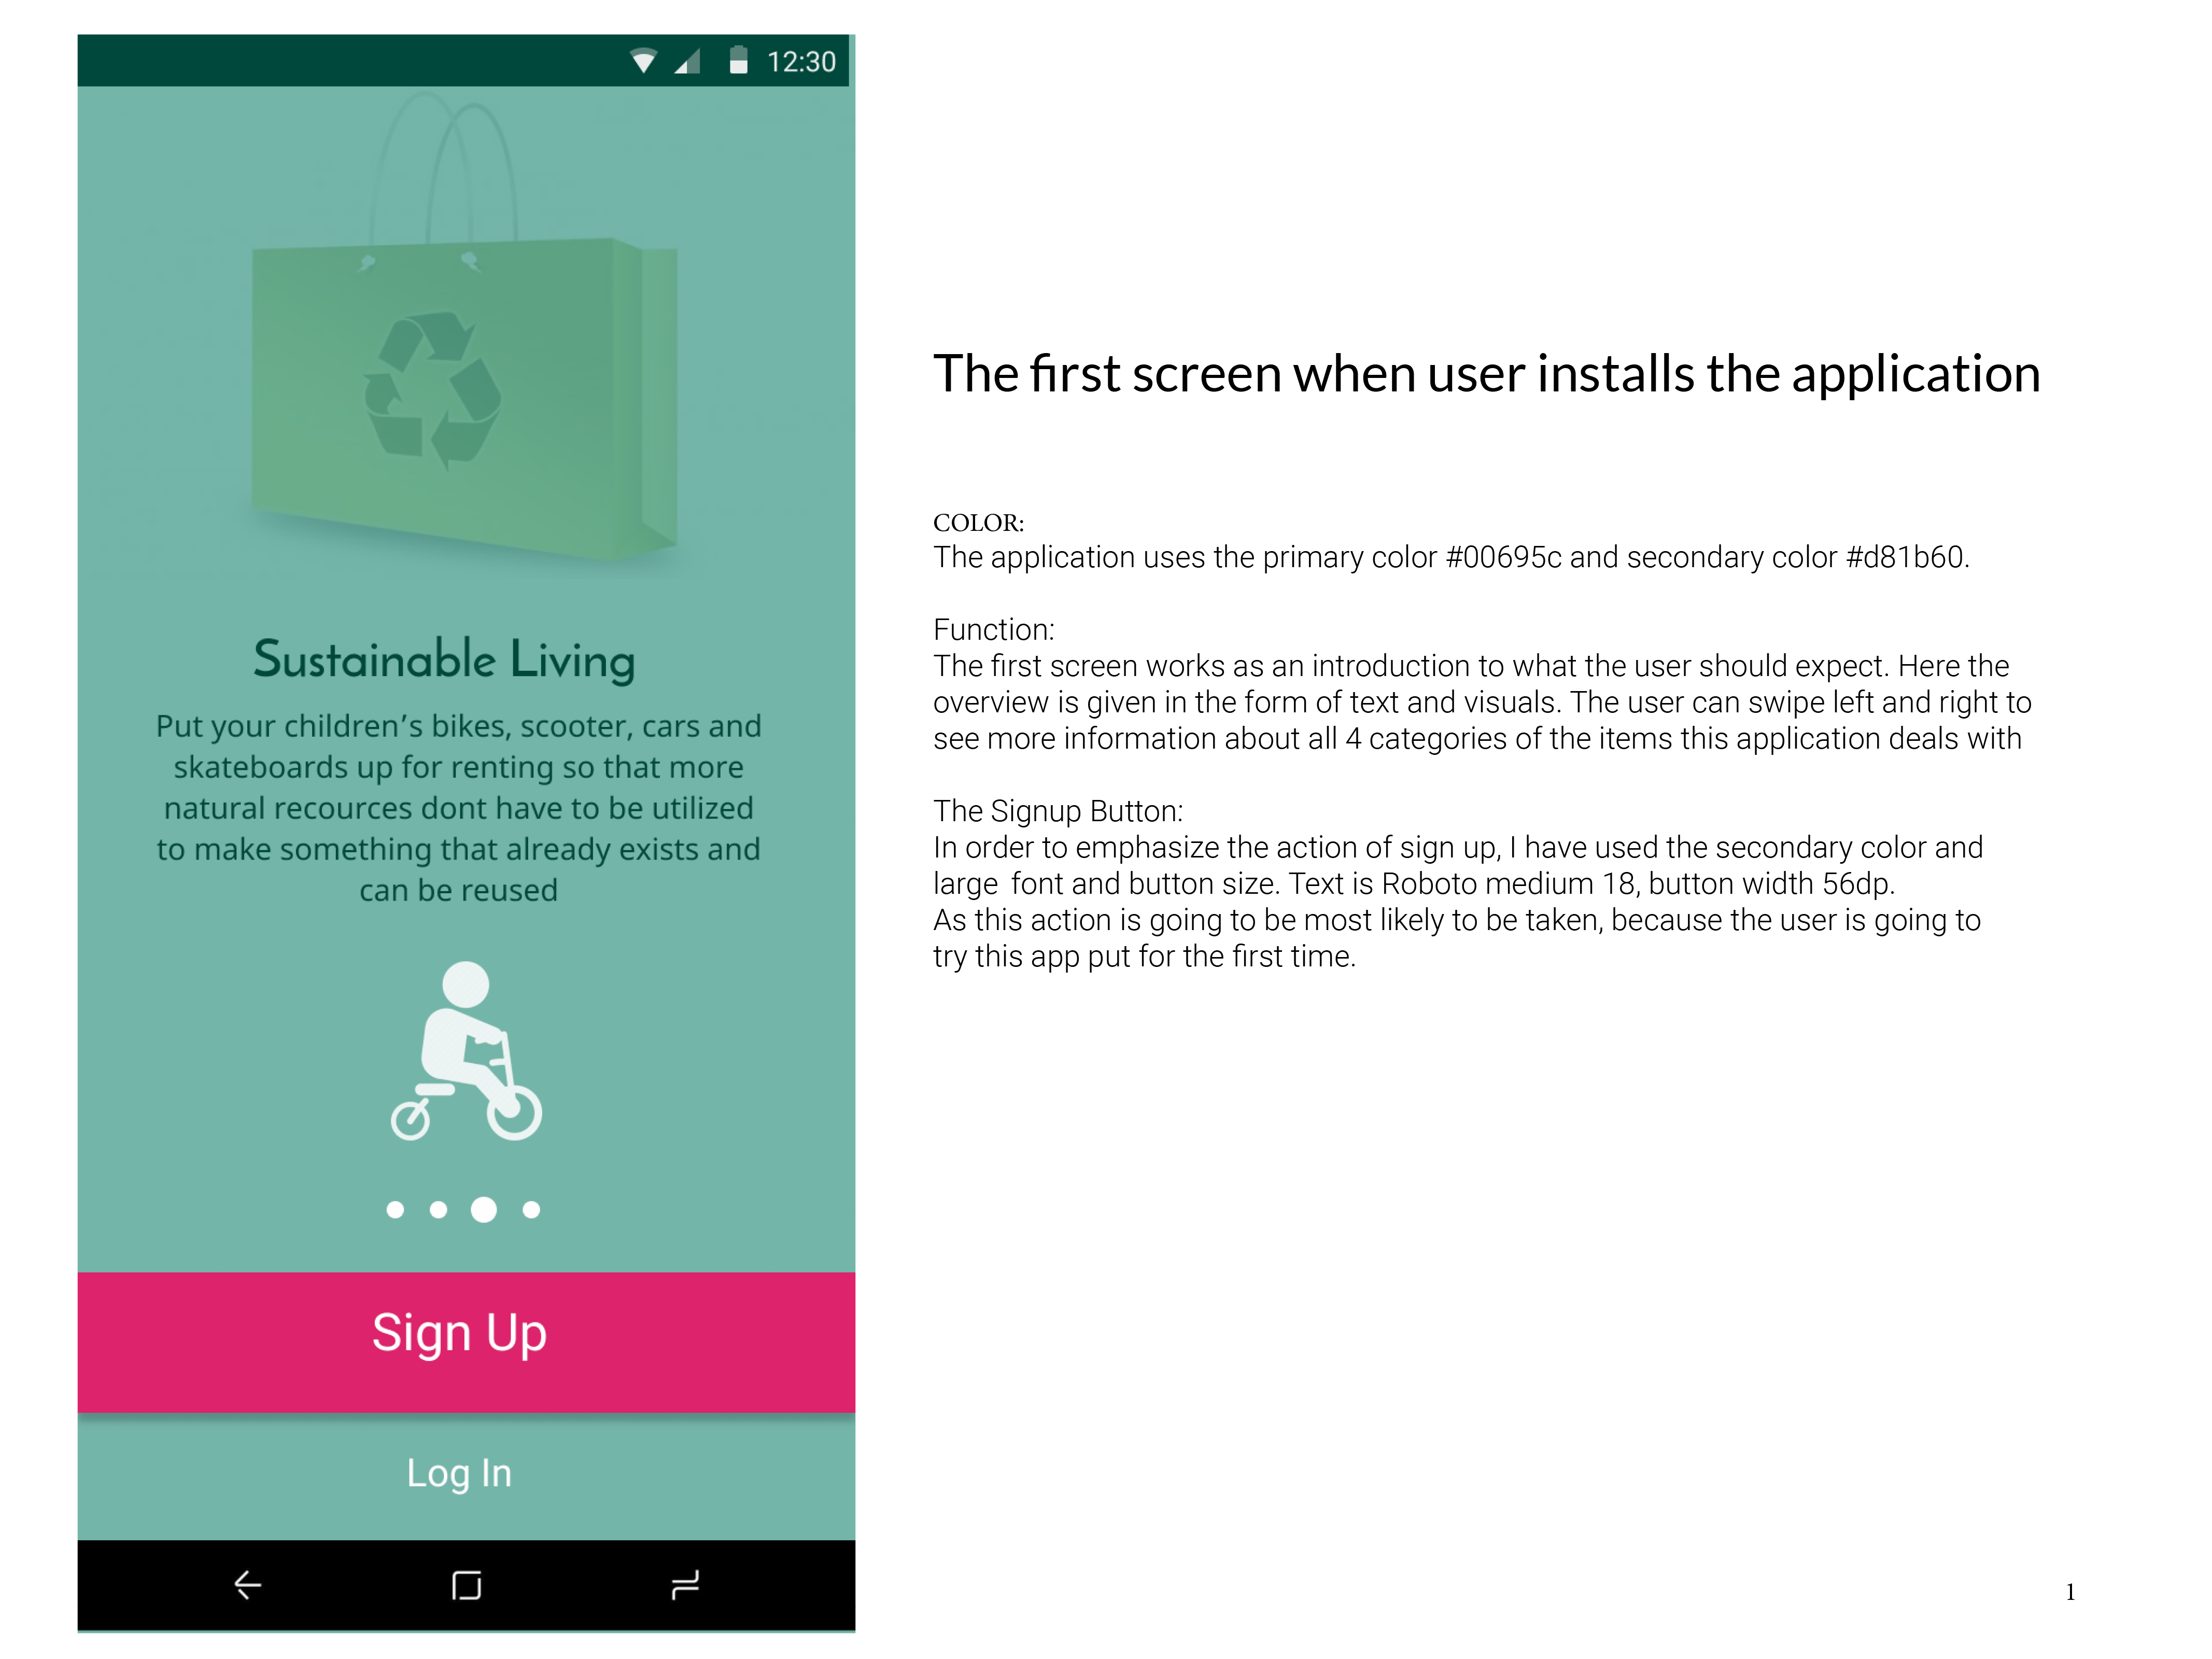 12:30
Sustainable Living
Put your children's bikes, scooter, cars and
skateboards up for renting so that more
natural recources dont have to be utilized
to make something that already exists and
can be reused
Sign Up
Log In
The first screen when user installs the application
COLOR:
The application uses the primary color #00695c and secondary color #d81b60.
Function:
The first screen works as an introduction to what the user should expect. Here the
overview is given in the form of text and visuals. The user can swipe left and right to
see more information about all 4 categories of the items this application deals with
The Signup Button:
In order to emphasize the action of sign up, I have used the secondary color and
large  font and button size. Text is Roboto medium 18, button width 56dp.
As this action is going to be most likely to be taken, because the user is going to
try this app put for the first time.
1